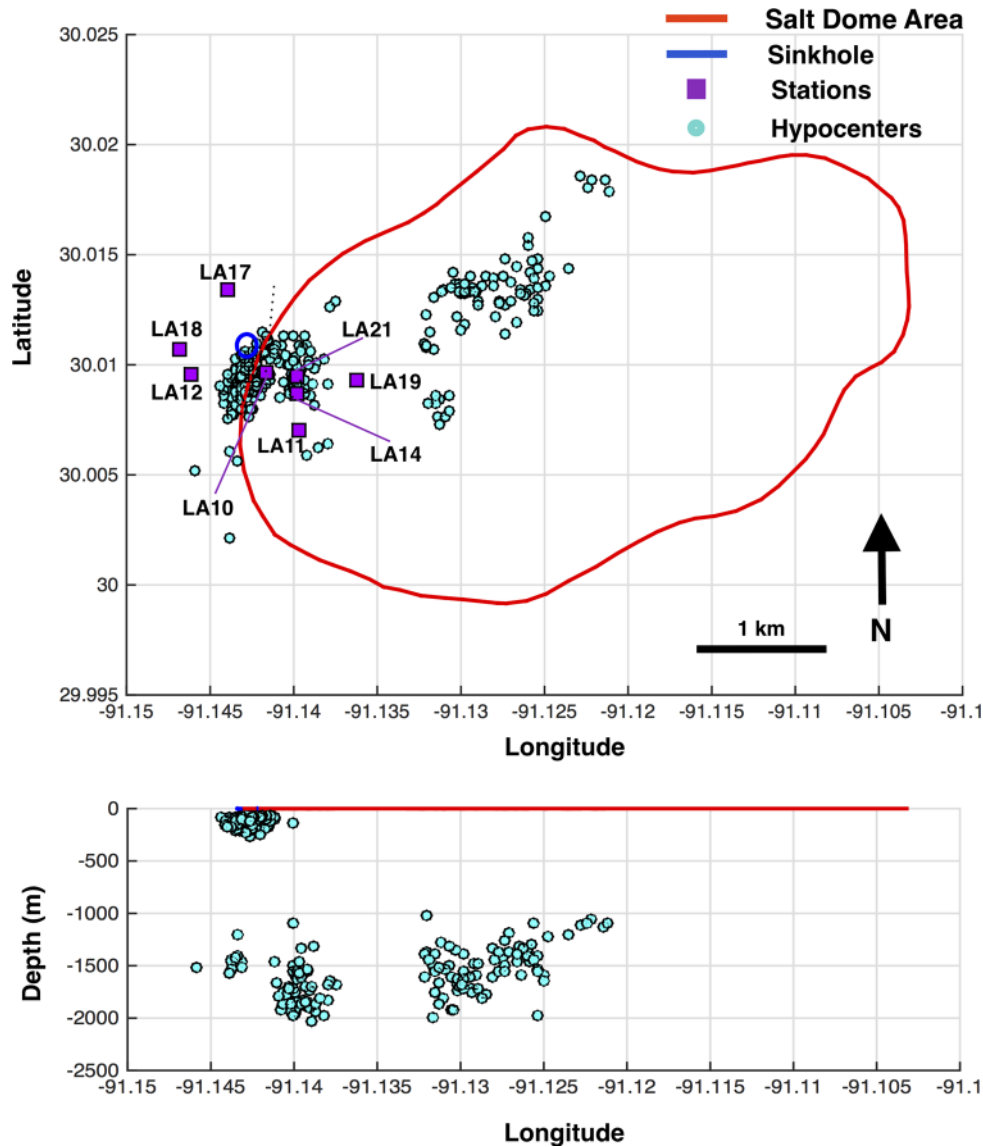 Salt Dome Area
Sinkhole
Stations
Hypocenters
30.025
30.02
30.015
30.01
30.005
30
29.995
Latitude
LA17
LA18
LA21
LA12
LA19
LA11
LA14
LA10
1 km
N
-91.15 -91.145 -91.14 -91.135 -91.13 -91.125 -91.12 -91.115 -91.11 -91.105 -91.1
Longitude
0
-500
-1000
-1500
-2000
-2500
Depth (m)
-91.15 -91.145 -91.14 -91.135 -91.13 -91.125 -91.12 -91.115 -91.11 -91.105 -91.1
Longitude